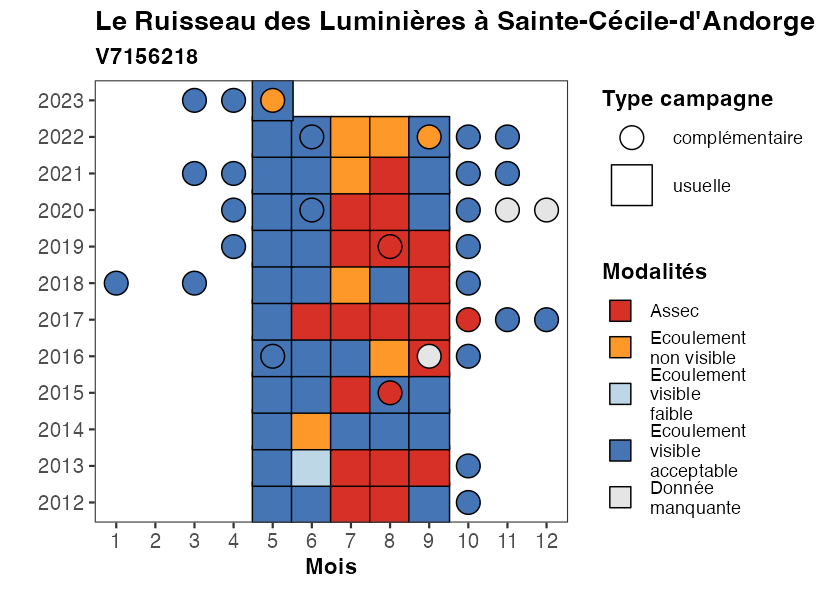 Le Ruisseau des Luminières à Sainte-Cécile-d'Andorge
V7156218
2023
2022
2021
2020
2019
2018
2017
2016
2015
2014
2013
2012
1 2 3 4 5 6 7 8 9 10 11 12
Mois
Type campagne
complémentaire
usuelle
Modalités
Assec
Ecoulement
non visible
Ecoulement
visible
faible
Ecoulement
visible
acceptable
Donnée
manquante